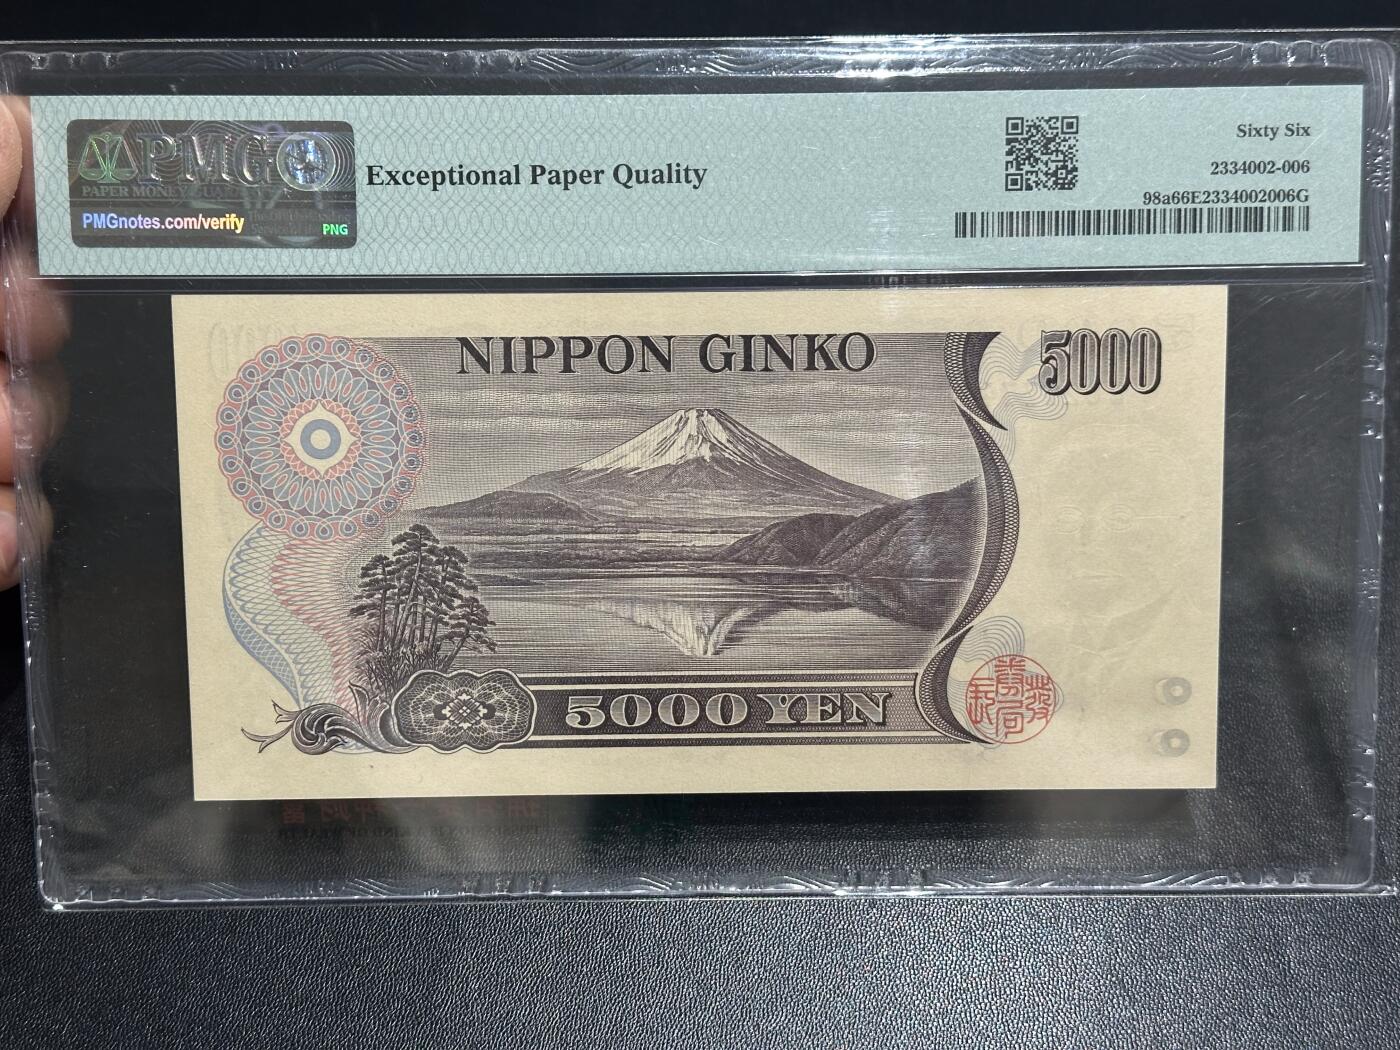 PMG
PAPER MONEY GUARANTY
PMGnotes.com/verify
PNG
Exceptional Paper Quality
Sixty Six
2334002-006
98a66E2334002006G
NIPPON GINKO
5000
5000 YEN